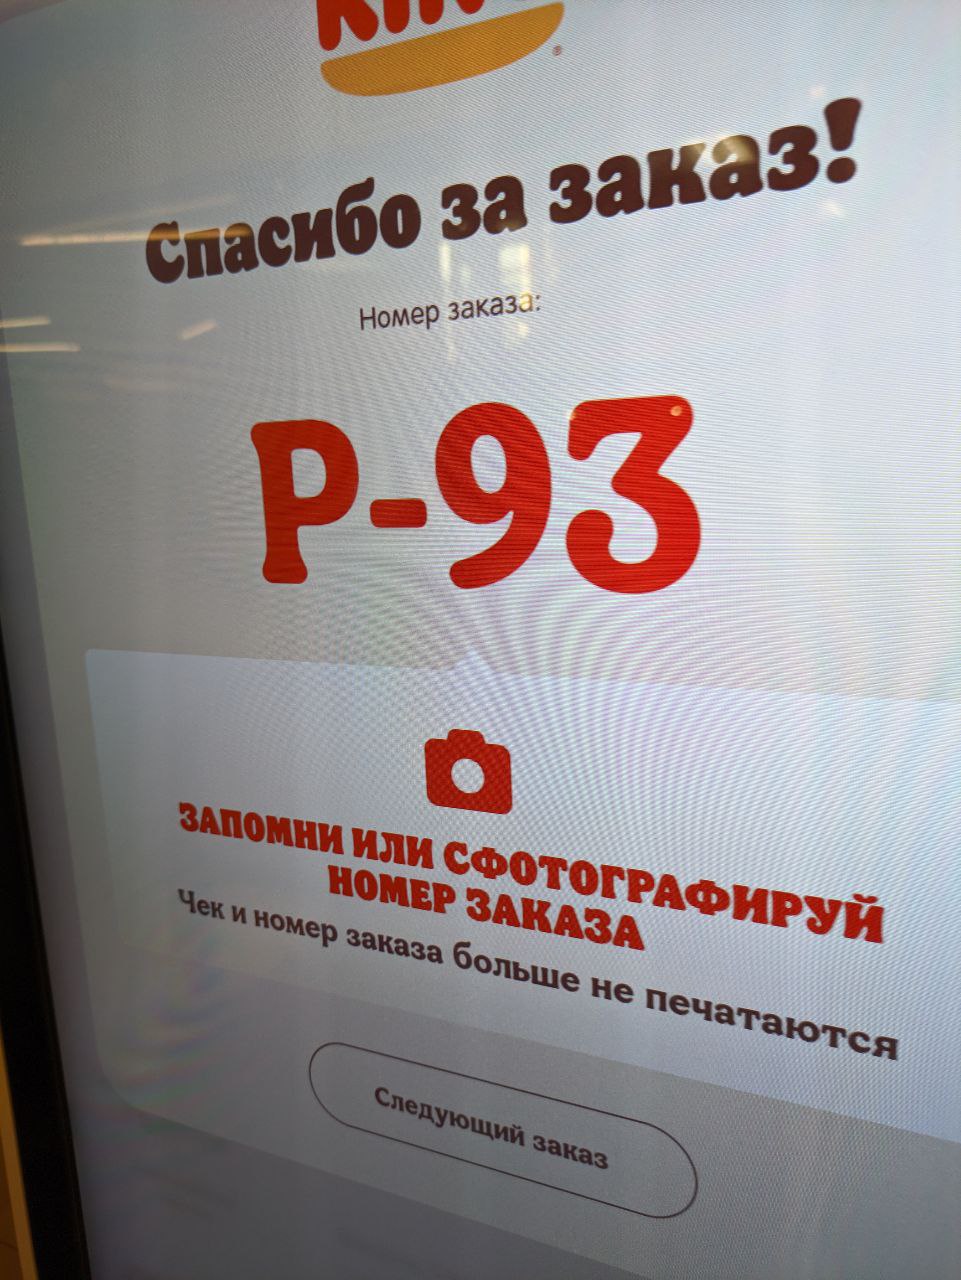 KING
®
Спасибо за заказ!
Номер заказа:
Р-93
ЗАПОМНИ ИЛИ СФОТОГРАФИРУЙ
НОМЕР ЗАКАЗА
Чек и номер заказа больше не печатаются
Следующий заказ